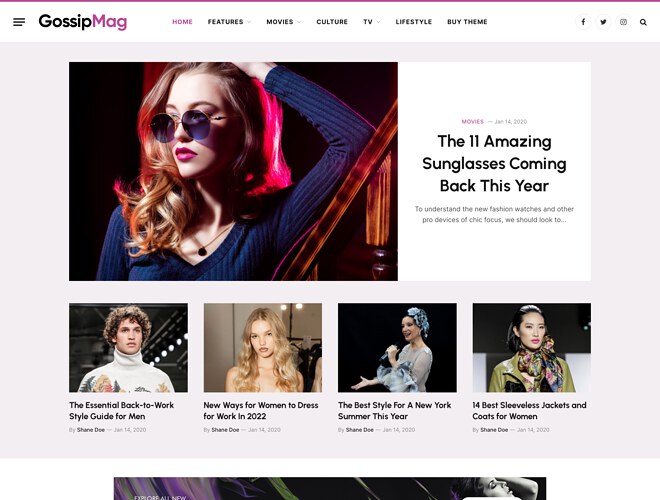 GossipMag
HOME FEATURES MOVIES CULTURE TV LIFESTYLE BUY THEME
MOVIES — Jan 14, 2020
The 11 Amazing
Sunglasses Coming
Back This Year
To understand the new fashion watches and other
pro devices of chic focus, we should look to...
The Essential Back-to-Work
Style Guide for Men
By Shane Doe — Jan 14, 2020
New Ways for Women to Dress
for Work In 2022
By Shane Doe — Jan 14, 2020
The Best Style For A New York
Summer This Year
By Shane Doe — Jan 14, 2020
14 Best Sleeveless Jackets and
Coats for Women
By Shane Doe — Jan 14, 2020
EXPLORE ALL NEW